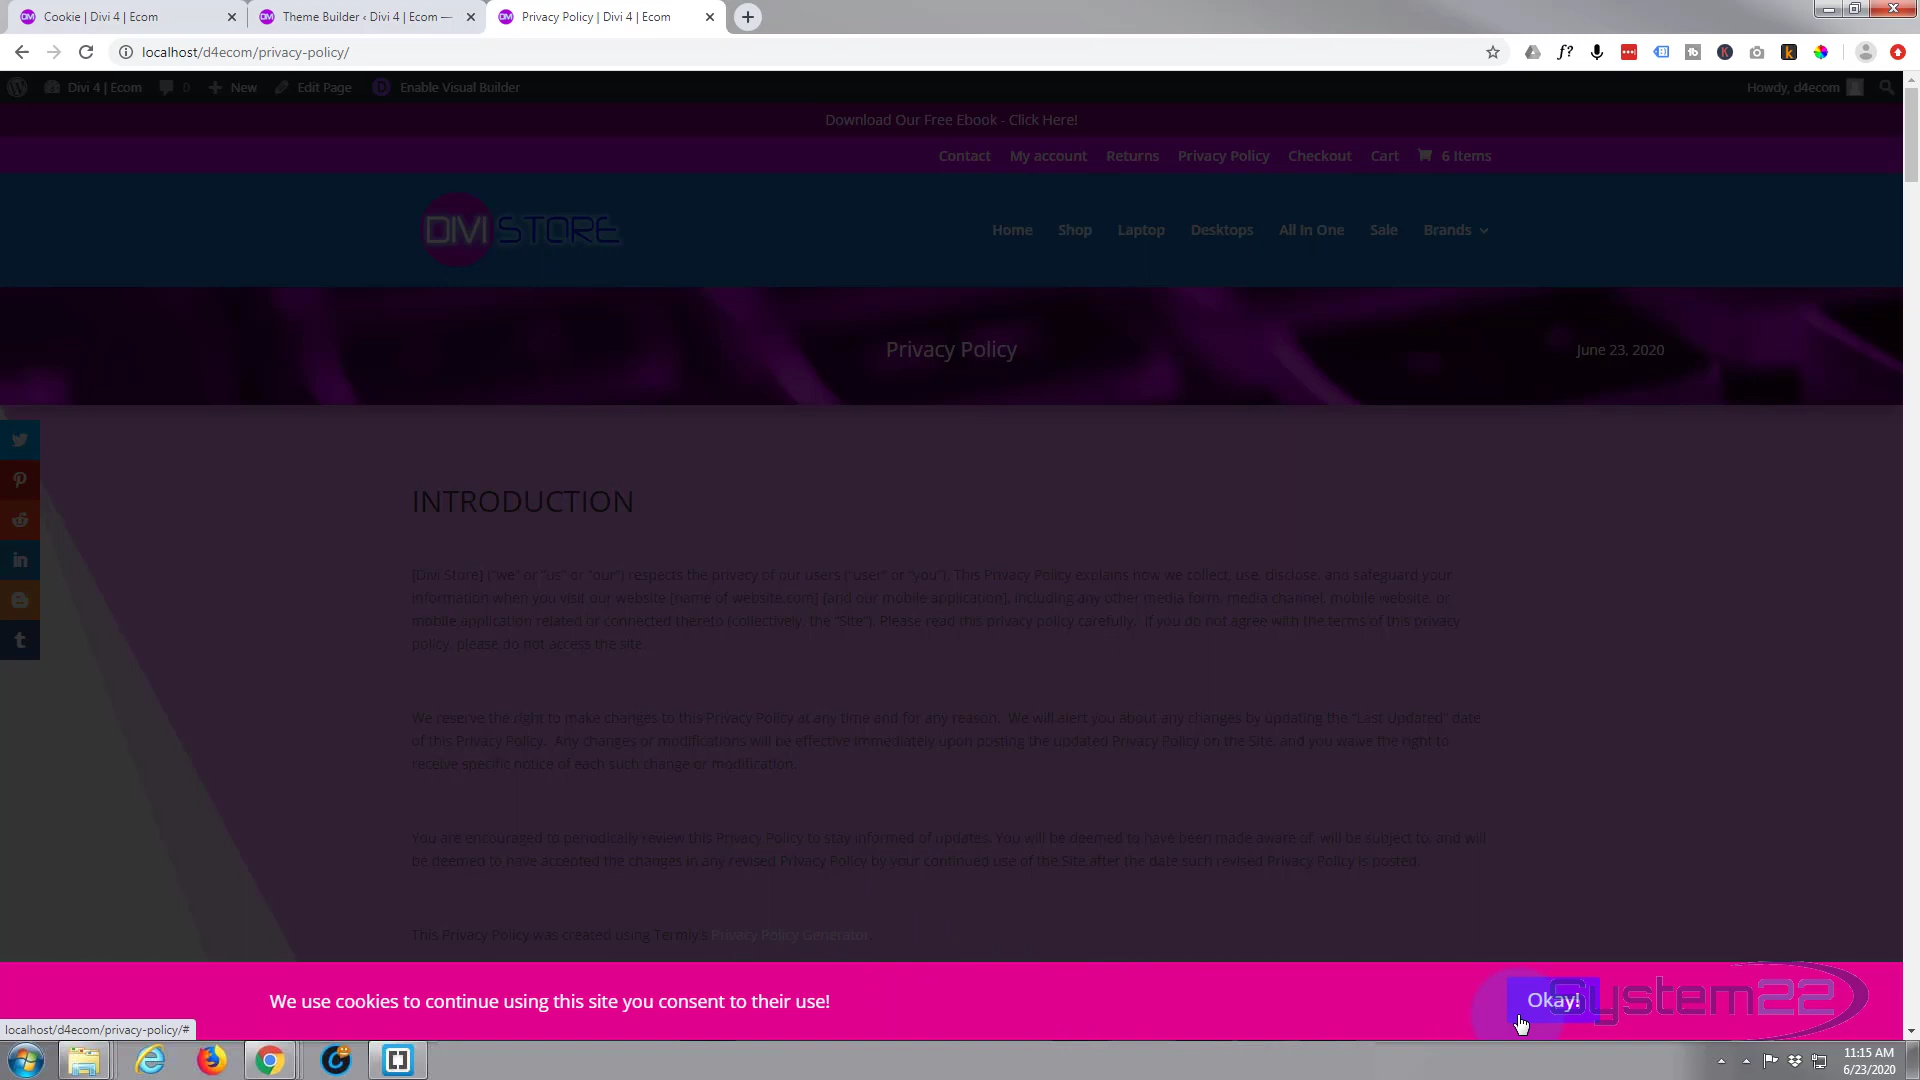 Cookie | Divi 4 | Ecom
Theme Builder ‹ Divi 4 | Ecom —
Privacy Policy | Divi 4 | Ecom
localhost/d4ecom/privacy-policy/
Divi 4 | Ecom
0
New
Edit Page
Enable Visual Builder
Howdy, d4ecom
Download Our Free Ebook - Click Here!
Contact
My account
Returns
Privacy Policy
Checkout
Cart
6 Items
DIVI STORE
Home
Shop
Laptop
Desktops
All In One
Sale
Brands
Privacy Policy
June 23, 2020
INTRODUCTION
[Divi Store] ("we" or "us" or "our") respects the privacy of our users ("user" or "you"). This Privacy Policy explains how we collect, use, disclose, and safeguard your
information when you visit our website [name of website.com] [and our mobile application], including any other media form, media channel, mobile website, or
mobile application related or connected thereto (collectively, the "Site"). Please read this privacy policy carefully.  If you do not agree with the terms of this privacy
policy, please do not access the site.
We reserve the right to make changes to this Privacy Policy at any time and for any reason.  We will alert you about any changes by updating the "Last Updated" date
of this Privacy Policy.  Any changes or modifications will be effective immediately upon posting the updated Privacy Policy on the Site, and you waive the right to
receive specific notice of each such change or modification.
You are encouraged to periodically review this Privacy Policy to stay informed of updates. You will be deemed to have been made aware of, will be subject to, and will
be deemed to have accepted the changes in any revised Privacy Policy by your continued use of the Site after the date such revised Privacy Policy is posted.
This Privacy Policy was created using Termly's Privacy Policy Generator.
We use cookies to continue using this site you consent to their use!
Okay!
System22
localhost/d4ecom/privacy-policy/#
11:15 AM
6/23/2020